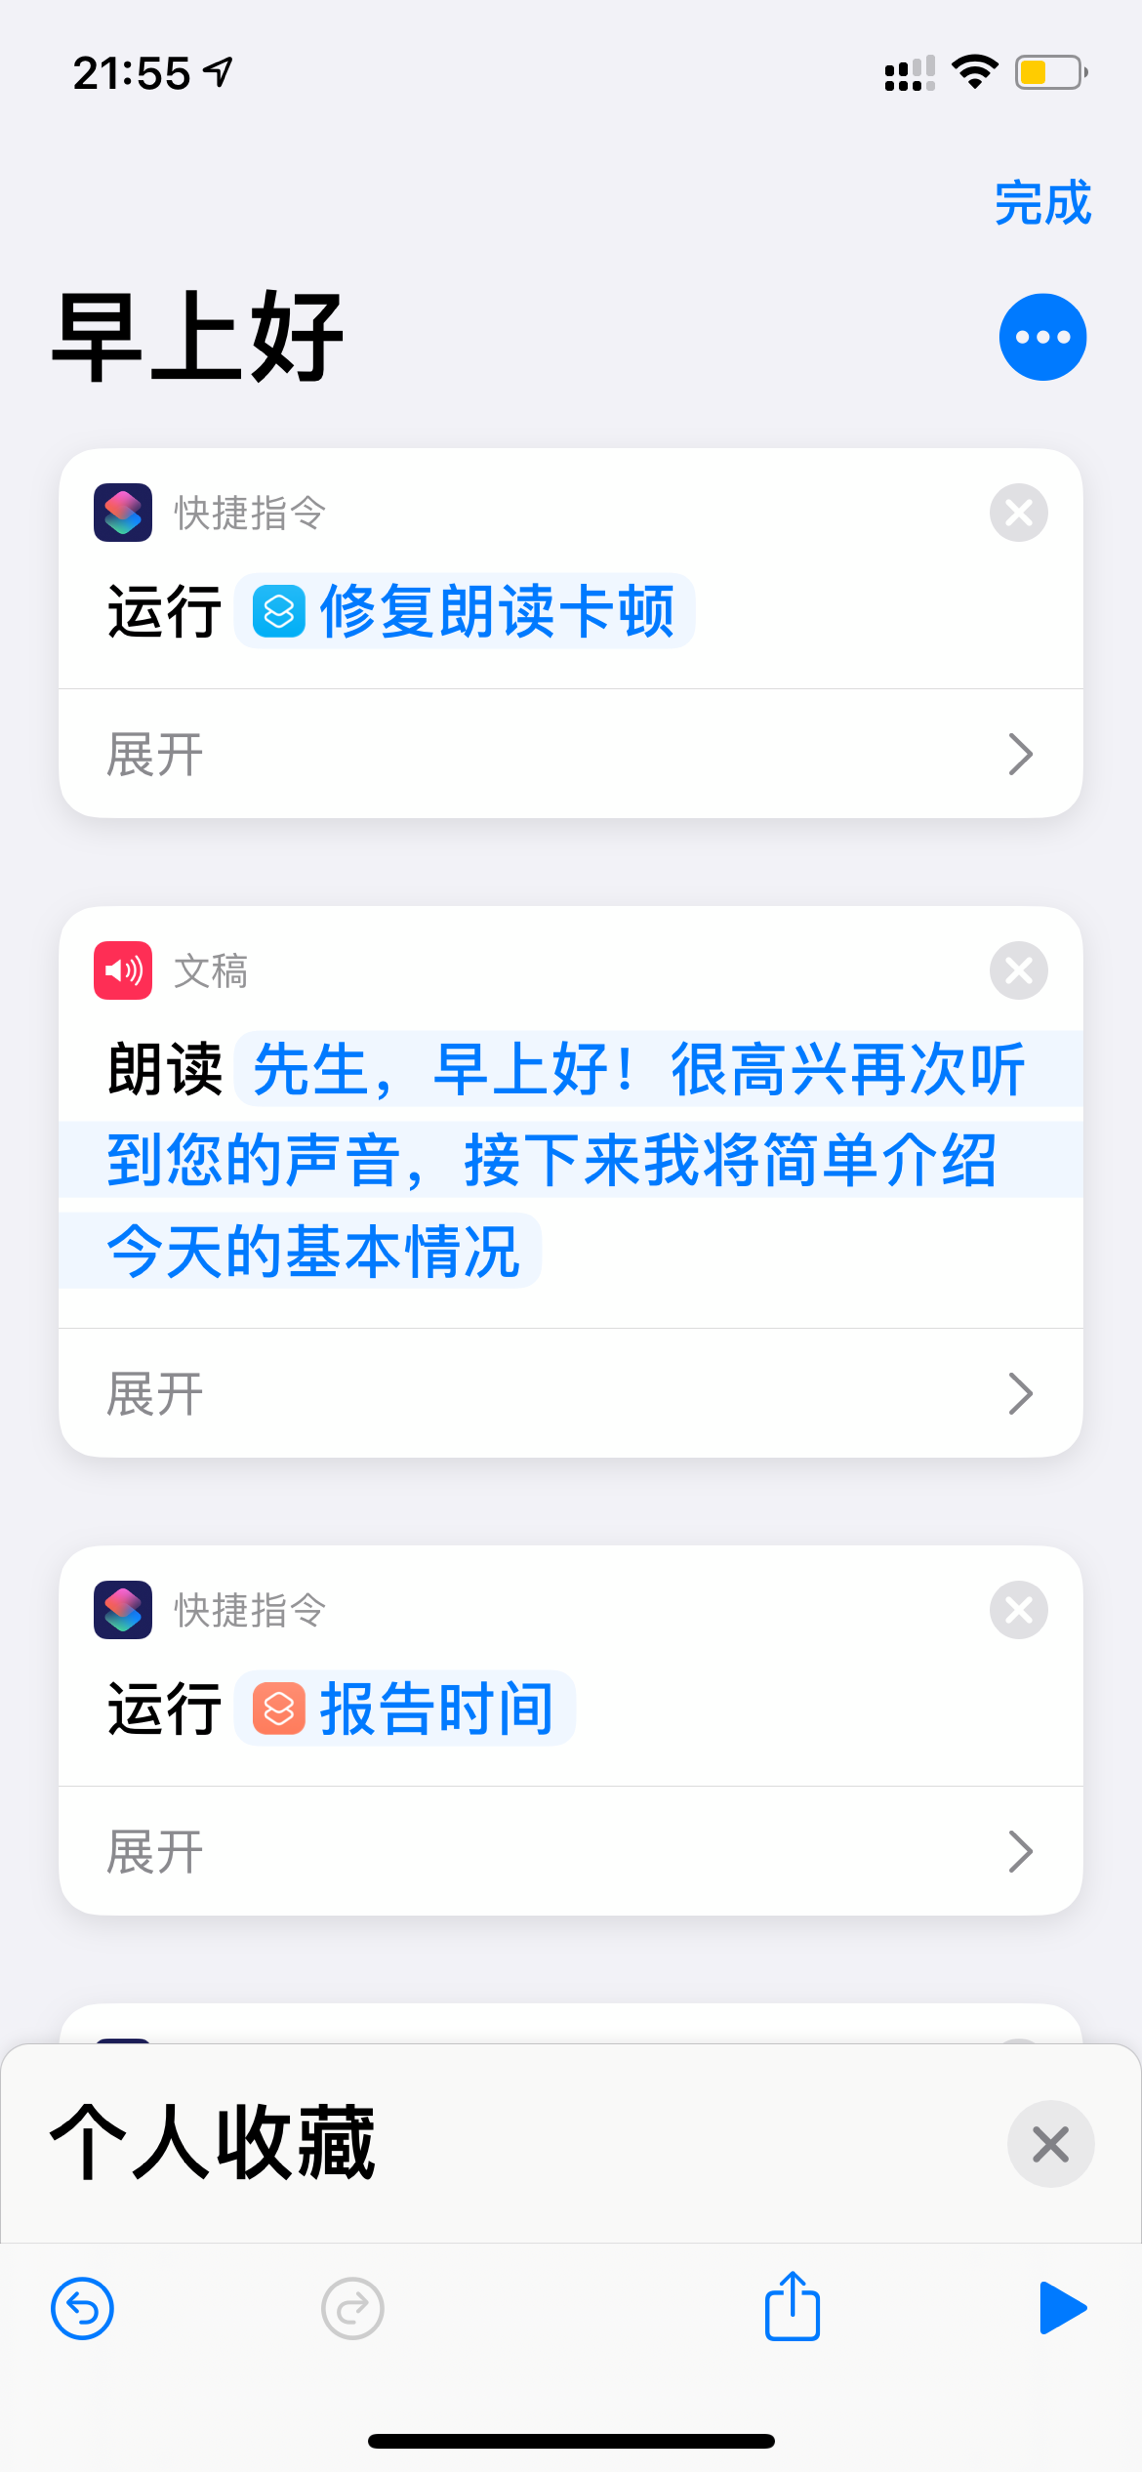 21:55
完成
早上好
快捷指令
运行 修复朗读卡顿
展开
文稿
朗读 先生，早上好！很高兴再次听
到您的声音，接下来我将简单介绍
今天的基本情况
展开
快捷指令
运行 报告时间
展开
个人收藏